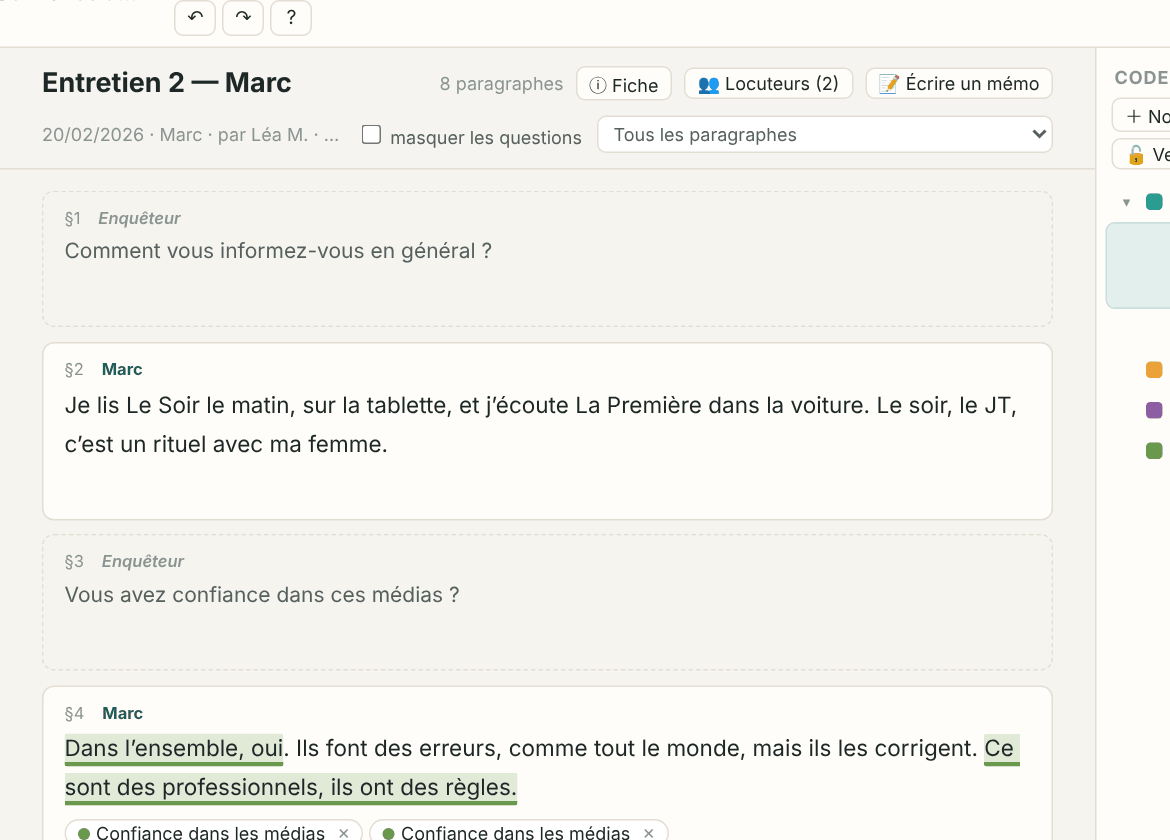 ↶ ↷ ?
Entretien 2 — Marc
8 paragraphes
ⓘ Fiche
👥 Locuteurs (2)
📝 Écrire un mémo
20/02/2026 · Marc · par Léa M. · ...
masquer les questions
Tous les paragraphes
CODE
+ No
🔓 Ve
§1 Enquêteur
Comment vous informez-vous en général ?
§2 Marc
Je lis Le Soir le matin, sur la tablette, et j’écoute La Première dans la voiture. Le soir, le JT,
c’est un rituel avec ma femme.
§3 Enquêteur
Vous avez confiance dans ces médias ?
§4 Marc
Dans l’ensemble, oui. Ils font des erreurs, comme tout le monde, mais ils les corrigent. Ce
sont des professionnels, ils ont des règles.
Confiance dans les médias ×
Confiance dans les médias ×